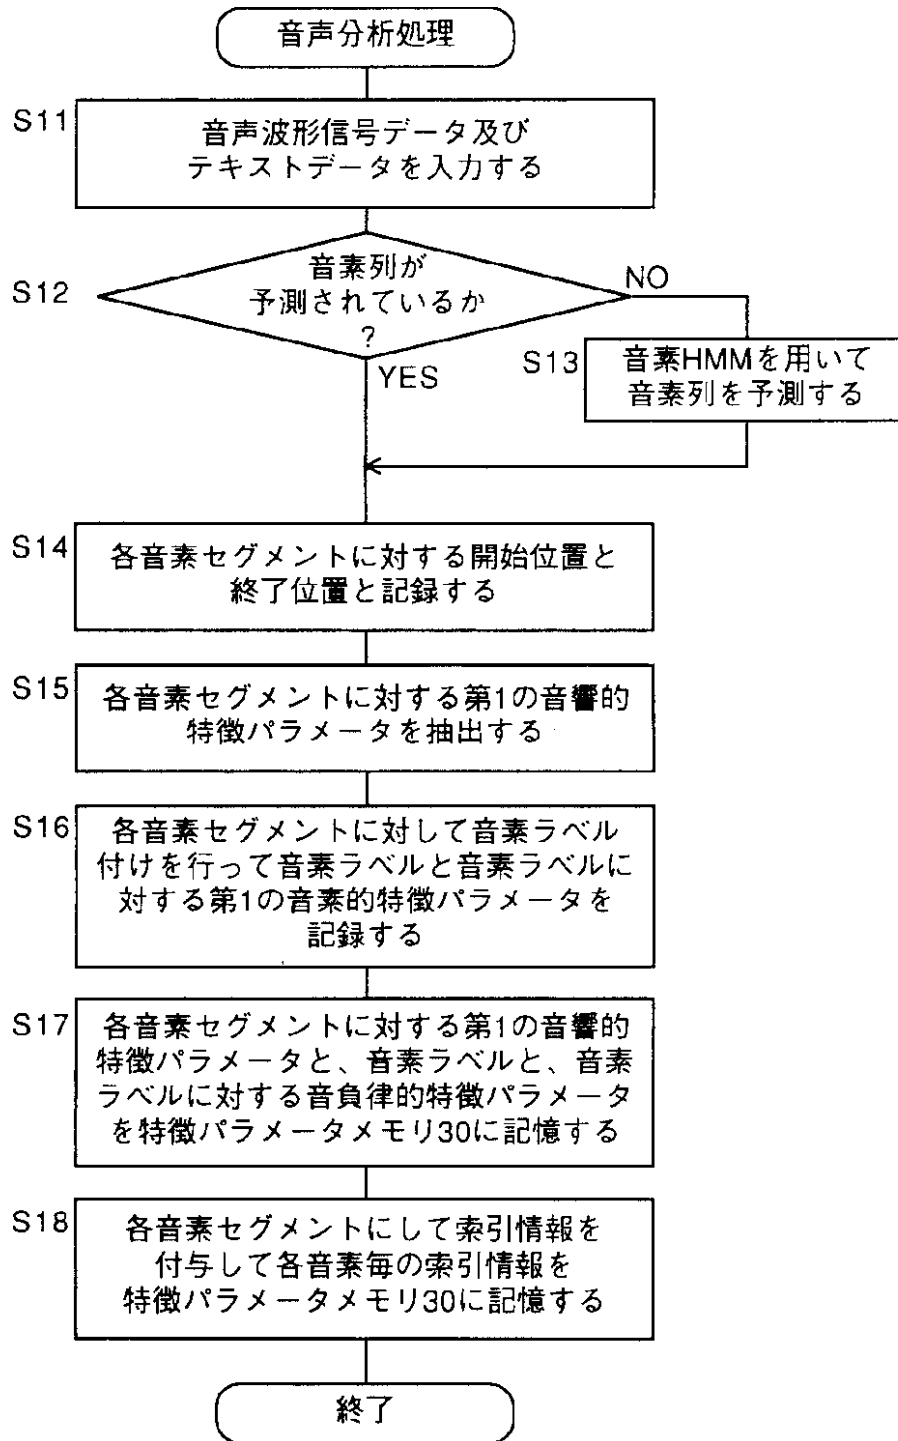 音声分析処理
S11
音声波形信号データ及び
テキストデータを入力する
S12
音素列が
予測されているか
?
NO
YES
S13
音素HMMを用いて
音素列を予測する
S14
各音素セグメントに対する開始位置と
終了位置と記録する
S15
各音素セグメントに対する第1の音響的
特徴パラメータを抽出する
S16
各音素セグメントに対して音素ラベル
付けを行って音素ラベルと音素ラベルに
対する第1の音素的特徴パラメータを
記録する
S17
各音素セグメントに対する第1の音響的
特徴パラメータと、音素ラベルと、音素
ラベルに対する音負律的特徴パラメータ
を特徴パラメータメモリ30に記憶する
S18
各音素セグメントにして索引情報を
付与して各音素毎の索引情報を
特徴パラメータメモリ30に記憶する
終了